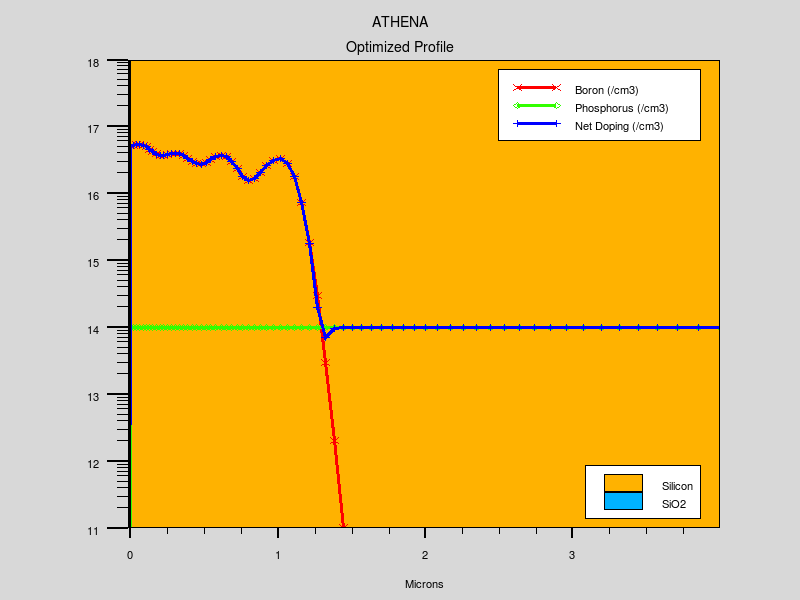 ATHENA
Optimized Profile
Boron (/cm3)
Phosphorus (/cm3)
Net Doping (/cm3)
18
17
16
15
14
13
12
11
Silicon
SiO2
0
1
2
3
Microns